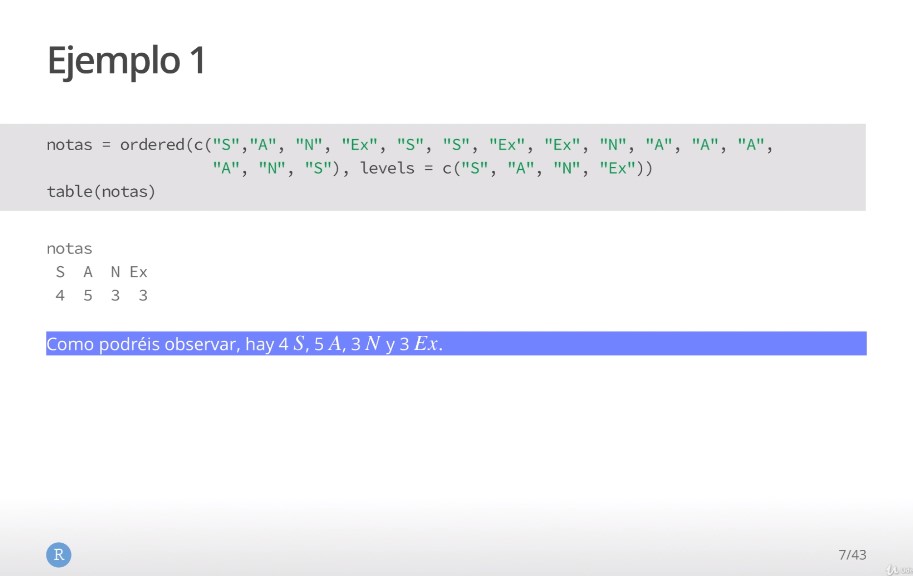 Ejemplo 1
notas = ordered(c("S","A", "N", "Ex", "S", "S", "Ex", "Ex", "N", "A", "A", "A",
"A", "N", "S"), levels = c("S", "A", "N", "Ex"))
table(notas)
notas
S A N Ex
4 5 3 3
Como podréis observar, hay 4 S, 5 A, 3 N y 3 Ex.
R
7/43